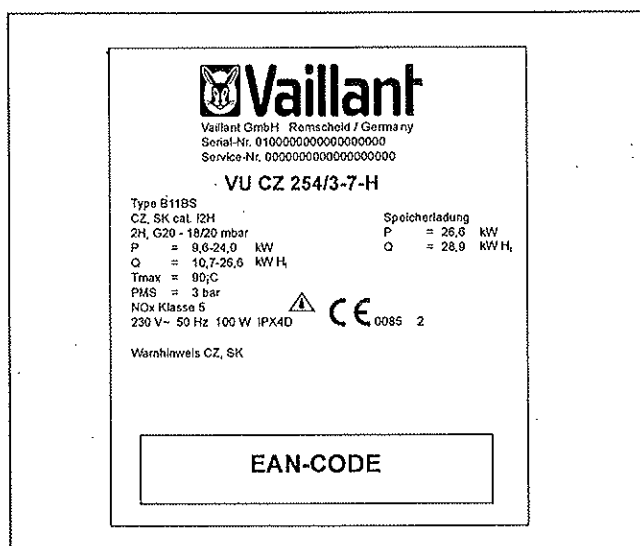 Vaillant
Vaillant GmbH Remscheid / Germany
Serial-Nr. 0100000000000000000
Service-Nr. 0000000000000000000
VU CZ 254/3-7-H
Type B11BS
CZ, SK cat. I2H
2H, G20 - 18/20 mbar
P = 9,6-24,0 kW
Q = 10,7-26,6 kW Hi
Tmax = 90¡C
PMS = 3 bar
NOx Klasse 5
230 V~ 50 Hz 100 W IPX4D
Speicherladung
P = 26,6 kW
Q = 28,9 kW Hi
CE 0085 2
Warnhinweis CZ, SK
EAN-CODE